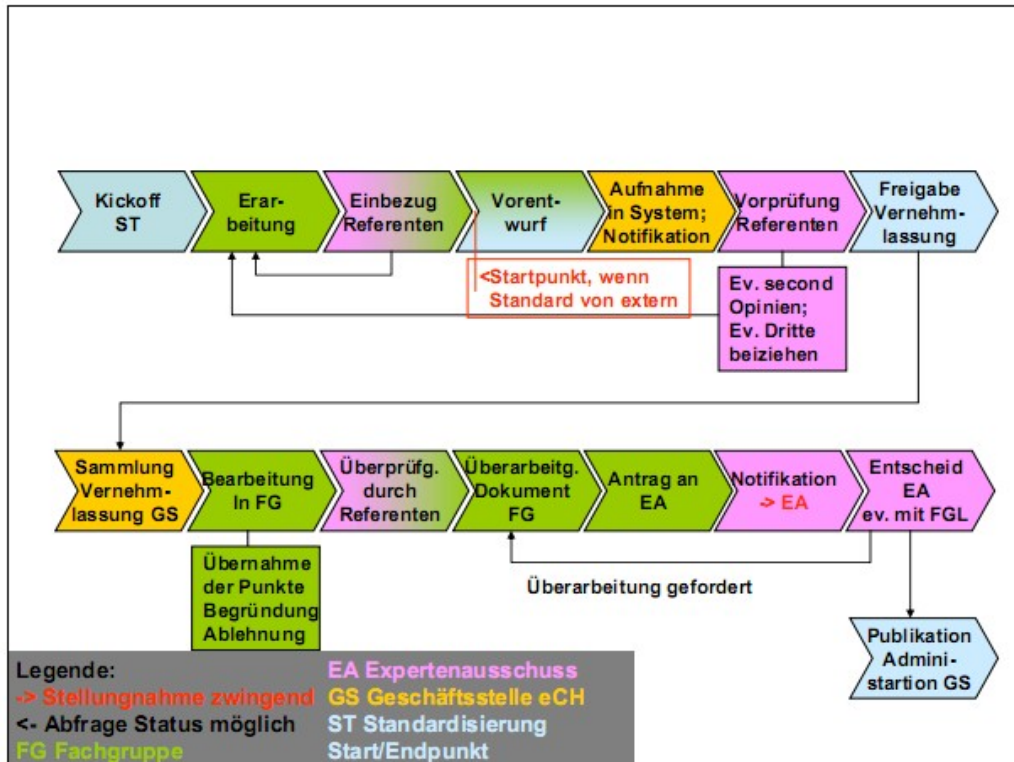 Kickoff
ST
Erar-
beitung
Einbezug
Referenten
Vorent-
wurf
Aufnahme
in System;
Notifikation
Vorprüfung
Referenten
Freigabe
Vernehm-
lassung
<Startpunkt, wenn
Standard von extern
Ev. second
Opinien;
Ev. Dritte
beiziehen
Sammlung
Vernehm-
lassung GS
Bearbeitung
In FG
Überprüfg.
durch
Referenten
Überarbeitg.
Dokument
FG
Antrag an
EA
Notifikation
-> EA
Entscheid
EA
ev. mit FGL
Übernahme
der Punkte
Begründung
Ablehnung
Überarbeitung gefordert
Publikation
Admini-
startion GS
Legende:
-> Stellungnahme zwingend
<- Abfrage Status möglich
FG Fachgruppe
EA Expertenausschuss
GS Geschäftsstelle eCH
ST Standardisierung
Start/Endpunkt